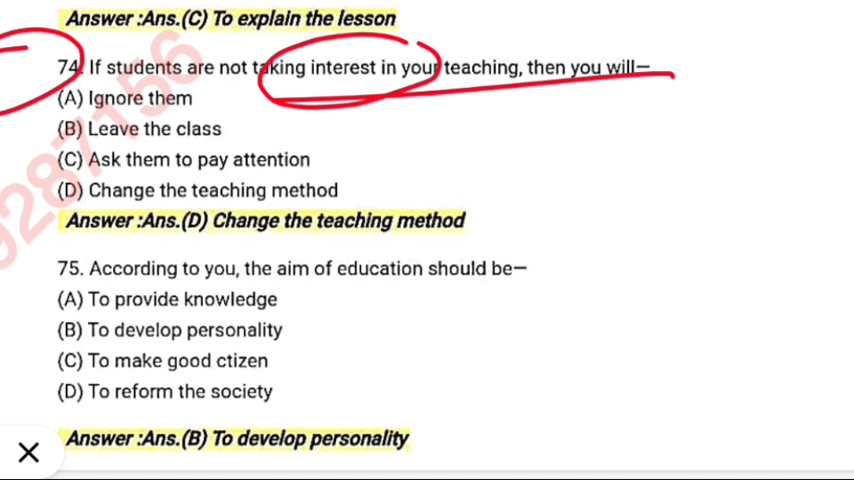 Answer :Ans.(C) To explain the lesson
74. If students are not taking interest in your teaching, then you will—
(A) Ignore them
(B) Leave the class
(C) Ask them to pay attention
(D) Change the teaching method
Answer :Ans.(D) Change the teaching method
75. According to you, the aim of education should be—
(A) To provide knowledge
(B) To develop personality
(C) To make good ctizen
(D) To reform the society
Answer :Ans.(B) To develop personality